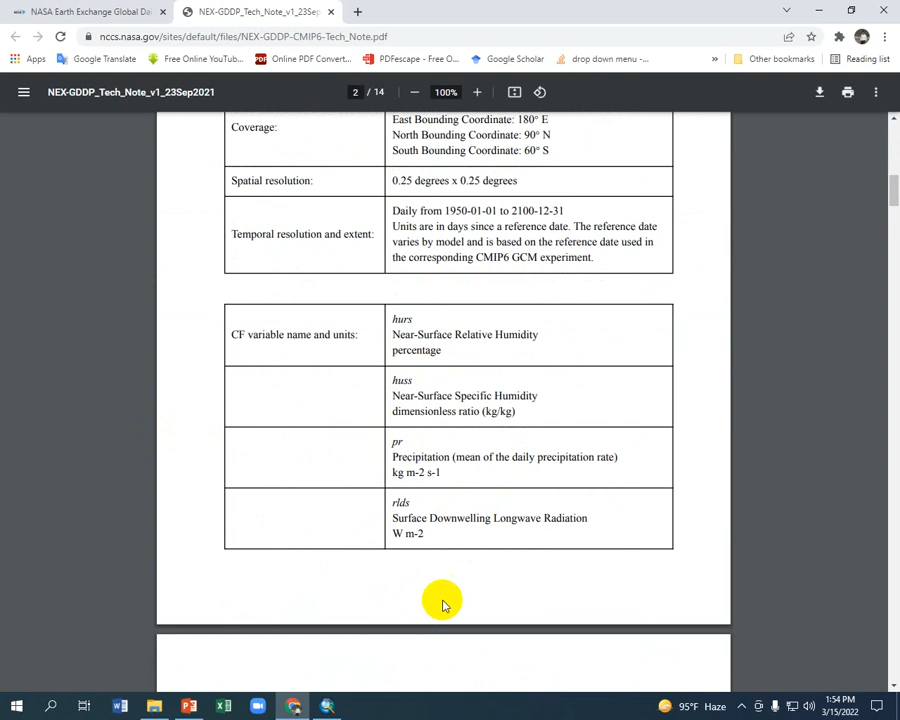 NASA Earth Exchange Global Dai
NEX-GDDP_Tech_Note_v1_23Sep
nccs.nasa.gov/sites/default/files/NEX-GDDP-CMIP6-Tech_Note.pdf
Apps
Google Translate
Free Online YouTub...
Online PDF Convert...
PDFescape - Free O...
Google Scholar
drop down menu -...
»
Other bookmarks
Reading list
NEX-GDDP_Tech_Note_v1_23Sep2021
2 / 14
100%
Coverage:
East Bounding Coordinate: 180° E
North Bounding Coordinate: 90° N
South Bounding Coordinate: 60° S
Spatial resolution:
0.25 degrees x 0.25 degrees
Temporal resolution and extent:
Daily from 1950-01-01 to 2100-12-31
Units are in days since a reference date. The reference date
varies by model and is based on the reference date used in
the corresponding CMIP6 GCM experiment.
CF variable name and units:
hurs
Near-Surface Relative Humidity
percentage
huss
Near-Surface Specific Humidity
dimensionless ratio (kg/kg)
pr
Precipitation (mean of the daily precipitation rate)
kg m-2 s-1
rlds
Surface Downwelling Longwave Radiation
W m-2
95°F Haze
1:54 PM
3/15/2022